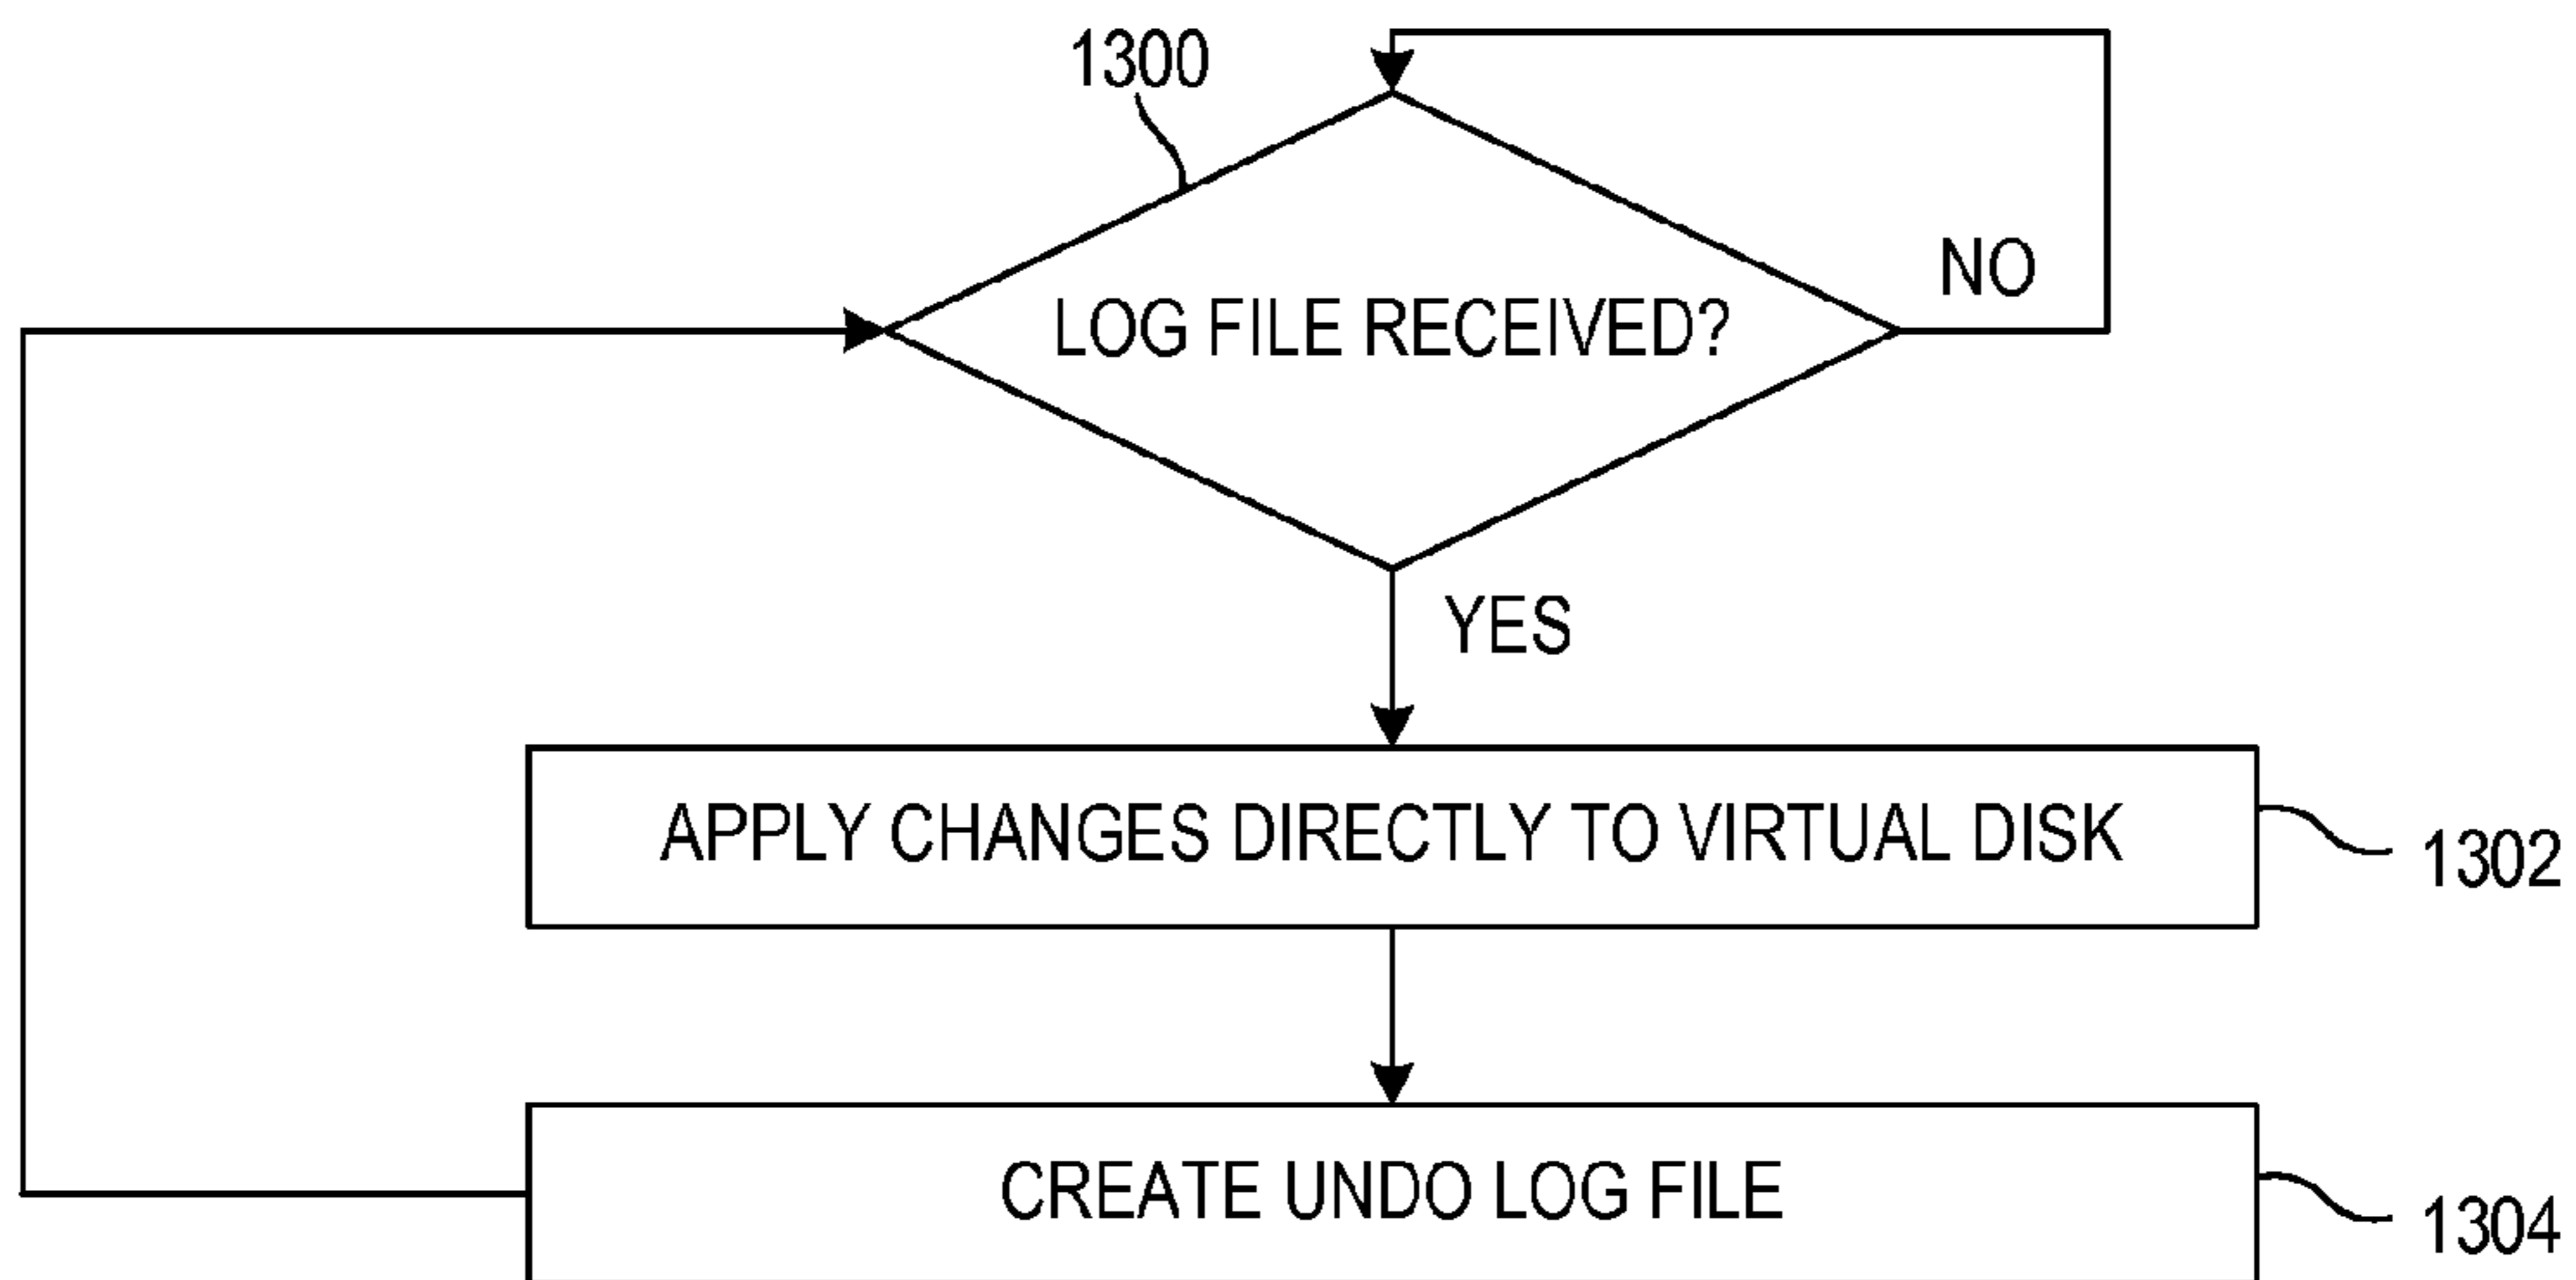 1300
NO
LOG FILE RECEIVED?
YES
APPLY CHANGES DIRECTLY TO VIRTUAL DISK
1302
CREATE UNDO LOG FILE
1304